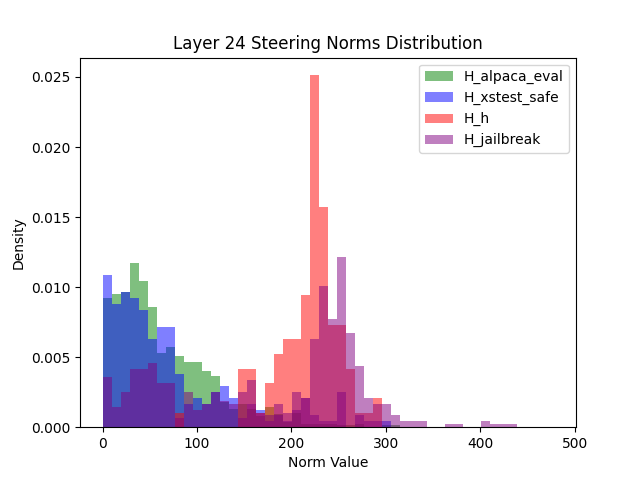 Layer 24 Steering Norms Distribution
H_alpaca_eval
H_xstest_safe
H_h
H_jailbreak
Density
0.025
0.020
0.015
0.010
0.005
0.000
0 100 200 300 400 500
Norm Value